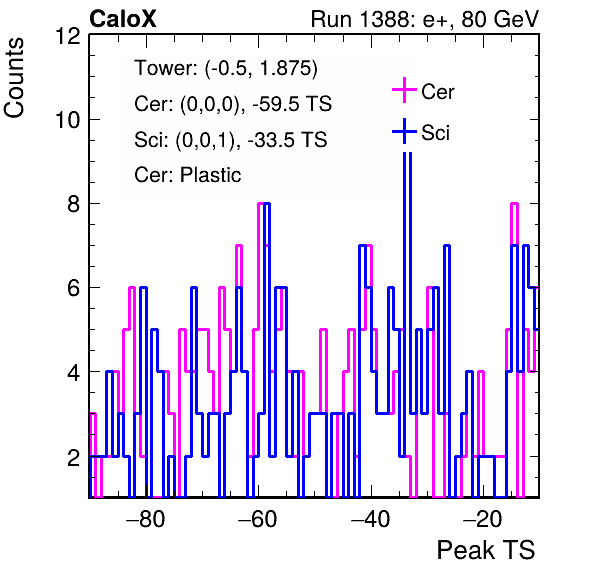 CaloX Run 1388: e+, 80 GeV
Counts
Tower: (-0.5, 1.875)
Cer: (0,0,0), -59.5 TS
Sci: (0,0,1), -33.5 TS
Cer: Plastic
Cer
Sci
12
10
8
6
4
2
−80 −60 −40 −20
Peak TS